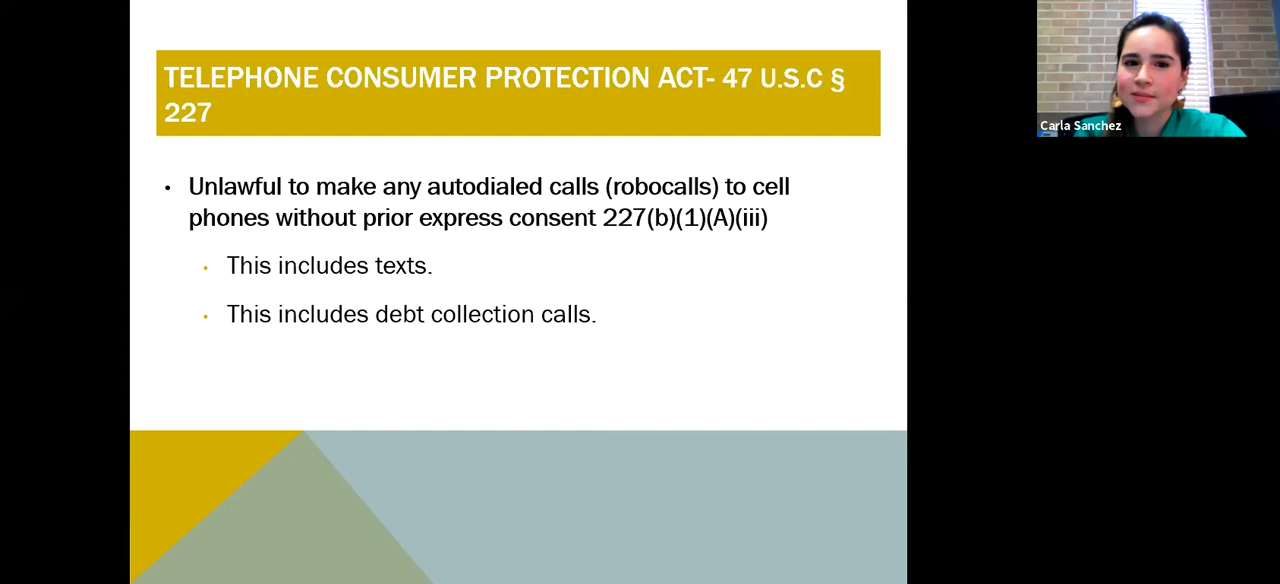 TELEPHONE CONSUMER PROTECTION ACT- 47 U.S.C §
227
• Unlawful to make any autodialed calls (robocalls) to cell
phones without prior express consent 227(b)(1)(A)(iii)
• This includes texts.
• This includes debt collection calls.
Carla Sanchez